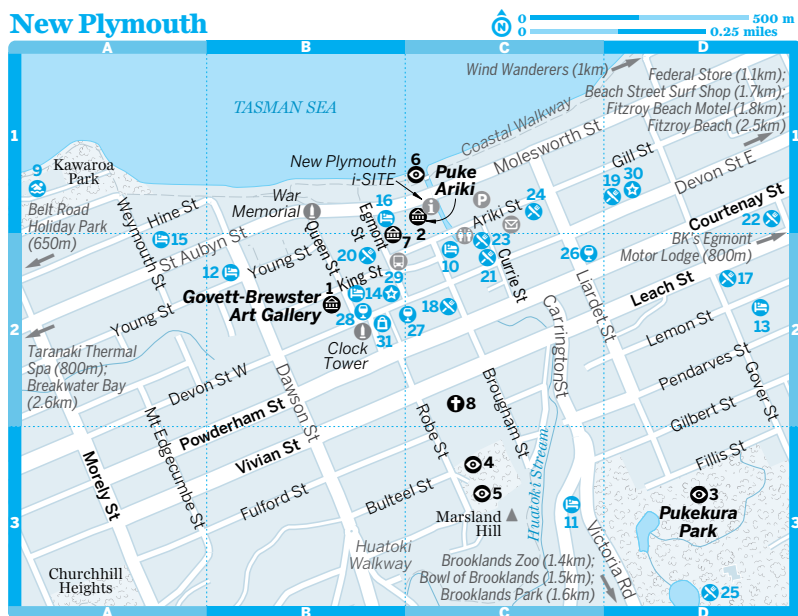 New Plymouth
N
0 500 m
0 0.25 miles
A
B
C
D
1
2
3
1
2
3
Wind Wanderers (1km)
Federal Store (1.1km);
Beach Street Surf Shop (1.7km);
Fitzroy Beach Motel (1.8km);
Fitzroy Beach (2.5km)
TASMAN SEA
Coastal Walkway
Molesworth St
9
Kawaroa
Park
Belt Road
Holiday Park
(650m)
Weymouth St
Hine St
15
St Aubyn St
12
War
Memorial
New Plymouth
i-SITE
6
Puke
Ariki
P
16
Egmont
St
2
7
Ariki St
24
19
30
Gill St
Devon St E
Courtenay St
22
BK's Egmont
Motor Lodge (800m)
Queen St
Young St
20
King St
29
10
23
21
Currie St
26
Liardet St
Leach St
17
Govett-Brewster
Art Gallery
1
14
28
31
27
18
Clock
Tower
Carrington St
Lemon St
13
Young St
Taranaki Thermal
Spa (800m);
Breakwater Bay
(2.6km)
Devon St W
Dawson St
Powderham St
Mt Edgecumbe St
Vivian St
Morely St
Fulford St
Robe St
8
Brougham St
Pendarves St
Gover St
Gilbert St
Fillis St
4
5
Bulteel St
Marsland
Hill
Huatoki Stream
11
Victoria Rd
3
Pukekura
Park
Huatoki
Walkway
Churchhill
Heights
Brooklands Zoo (1.4km);
Bowl of Brooklands (1.5km);
Brooklands Park (1.6km)
25